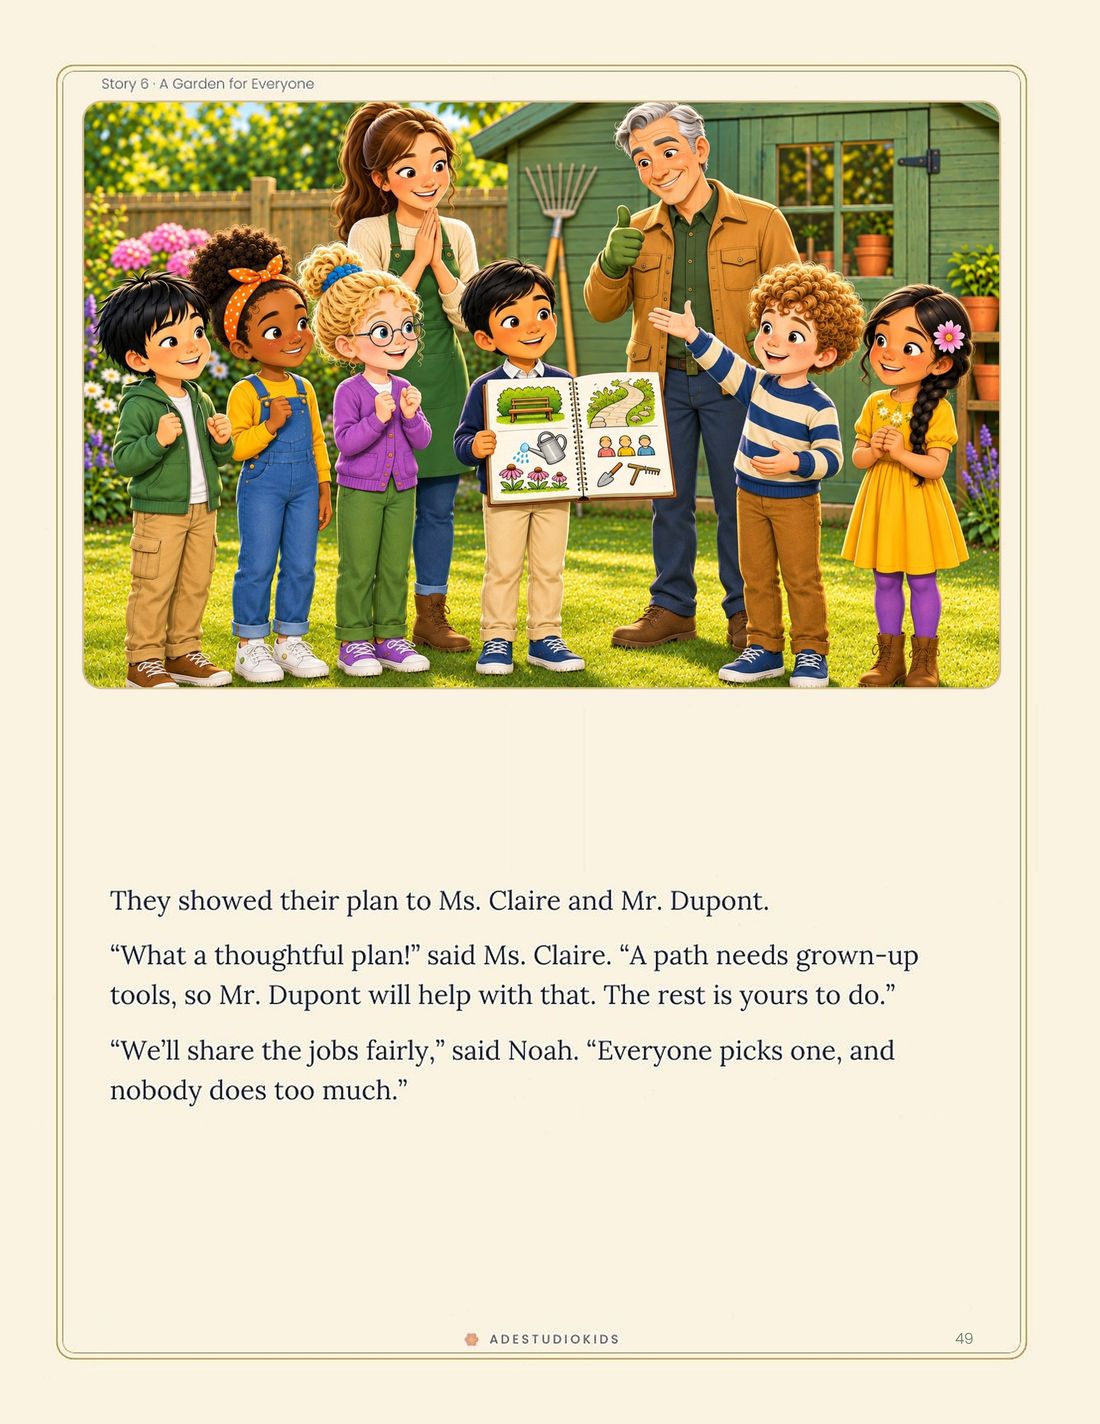 Story 6 · A Garden for Everyone
They showed their plan to Ms. Claire and Mr. Dupont.
“What a thoughtful plan!” said Ms. Claire. “A path needs grown-up
tools, so Mr. Dupont will help with that. The rest is yours to do.”
“We’ll share the jobs fairly,” said Noah. “Everyone picks one, and
nobody does too much.”
ADESTUDIOKIDS
49